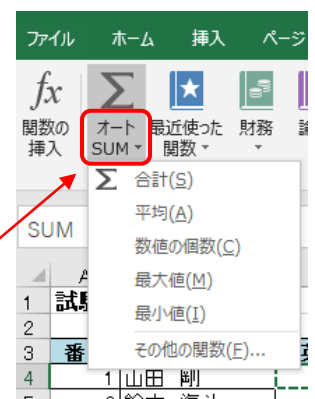 ファイル ホーム 挿入 ページ
fx Σ
関数の オート 最近使った 財務
挿入 SUM 関数
Σ 合計(S)
平均(A)
数値の個数(C)
最大値(M)
最小値(I)
その他の関数(F)...
SUM
A
1
2
3 番
4 1 山田 剛